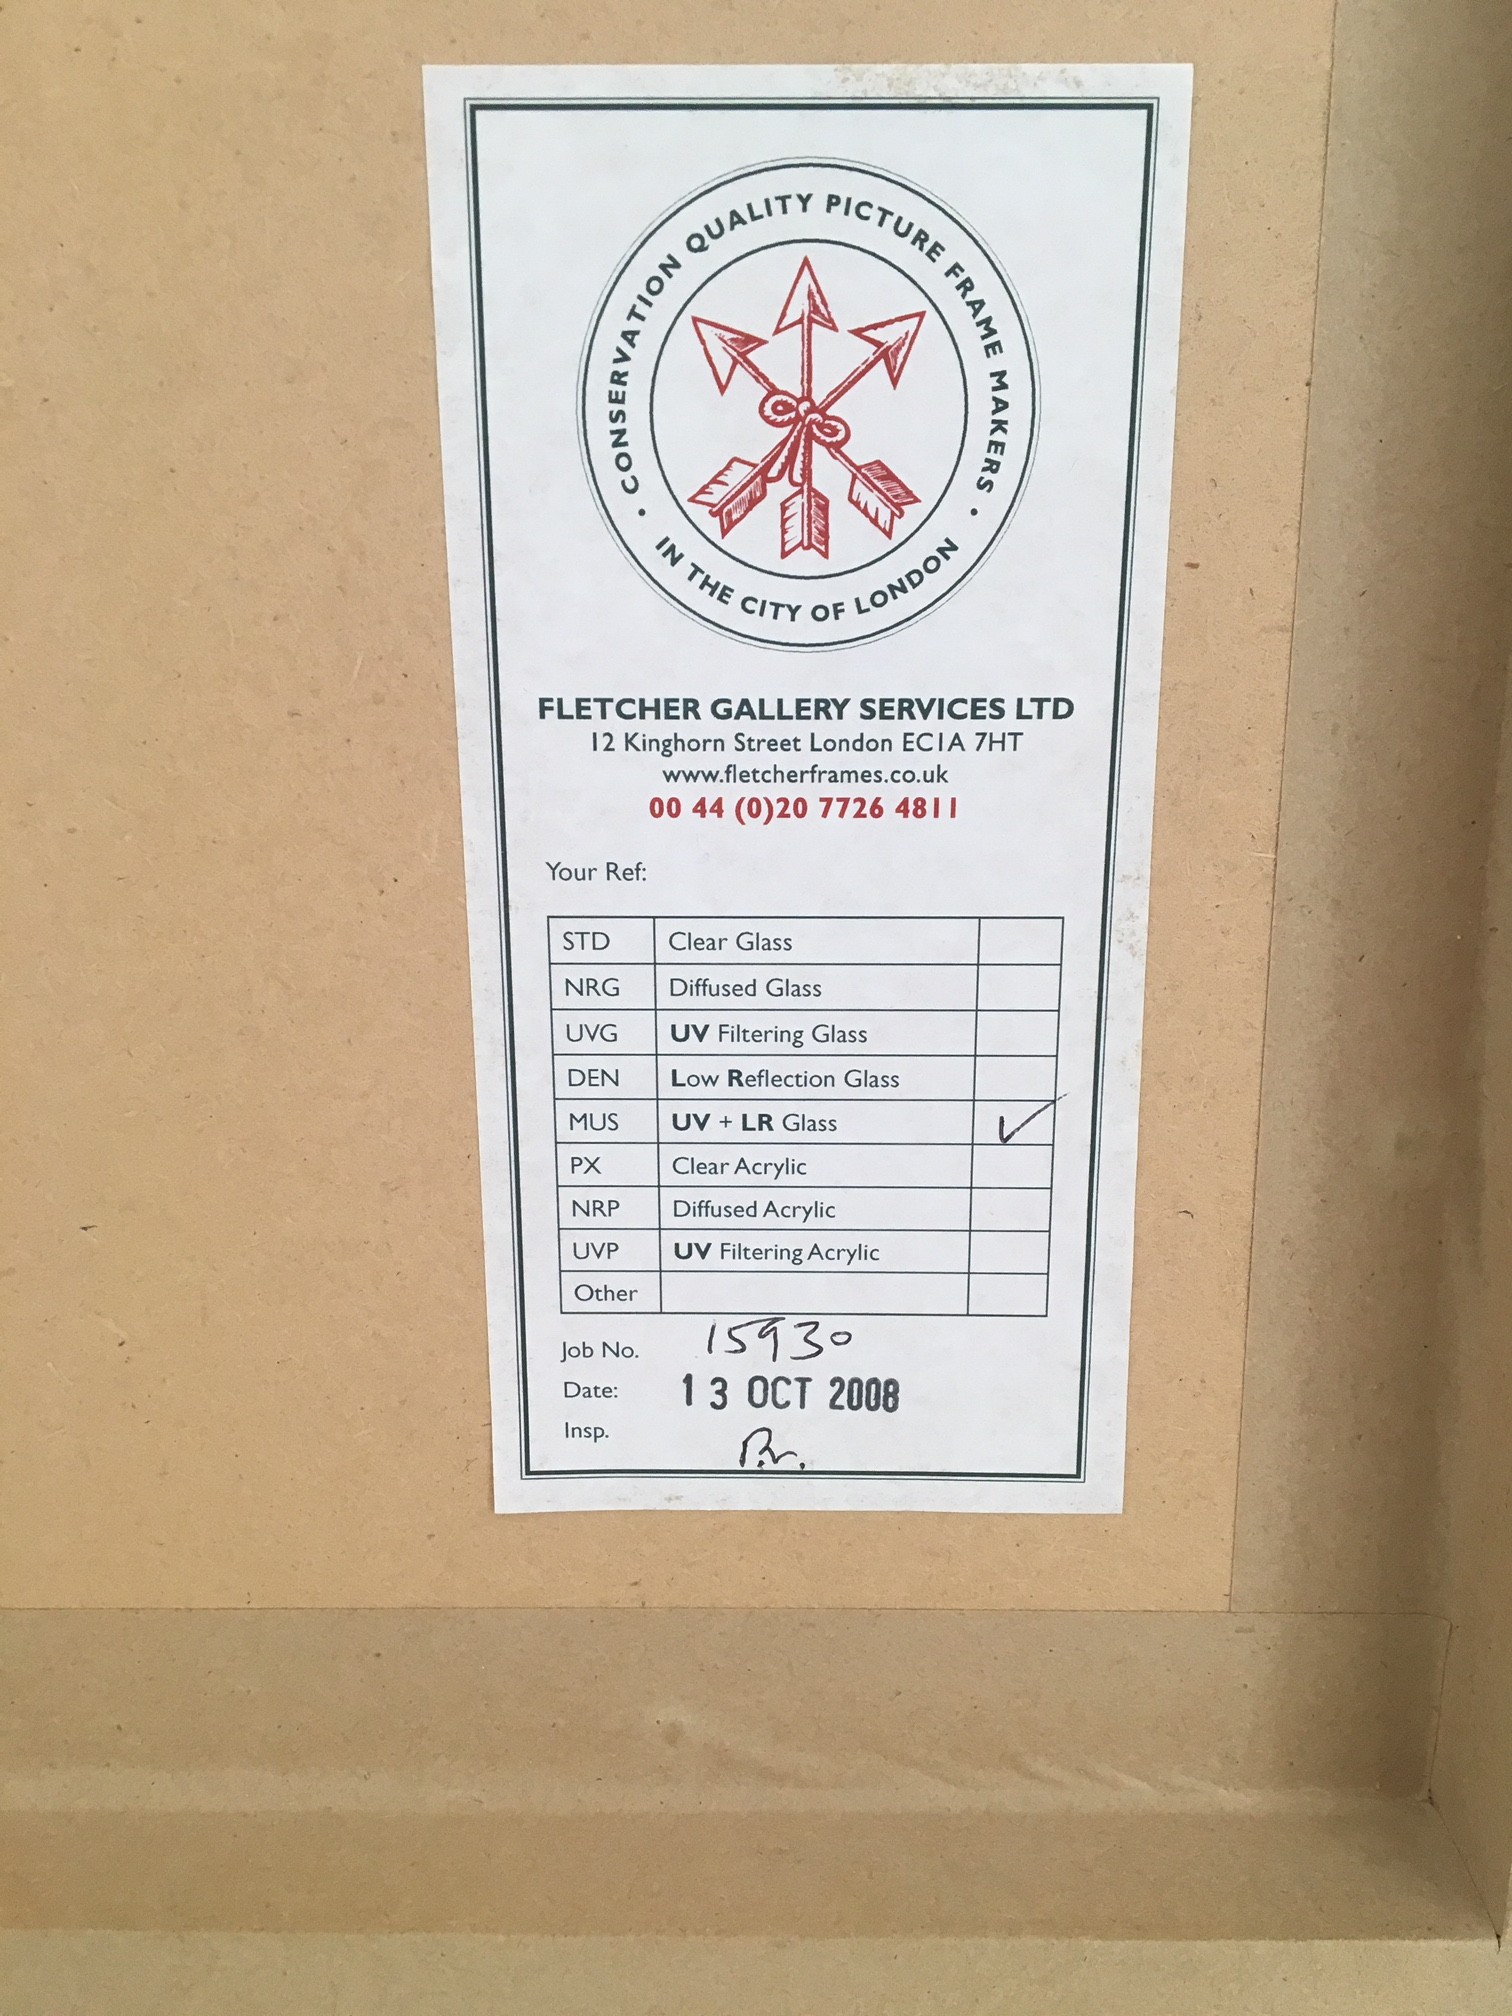 CONSERVATION QUALITY PICTURE FRAME MAKERS
• IN THE CITY OF LONDON •
FLETCHER GALLERY SERVICES LTD
12 Kinghorn Street London EC1A 7HT
www.fletcherframes.co.uk
00 44 (0)20 7726 4811
Your Ref:
STD Clear Glass
NRG Diffused Glass
UVG UV Filtering Glass
DEN Low Reflection Glass
MUS UV + LR Glass ✓
PX Clear Acrylic
NRP Diffused Acrylic
UVP UV Filtering Acrylic
Other
Job No. 15930
Date: 13 OCT 2008
Insp.